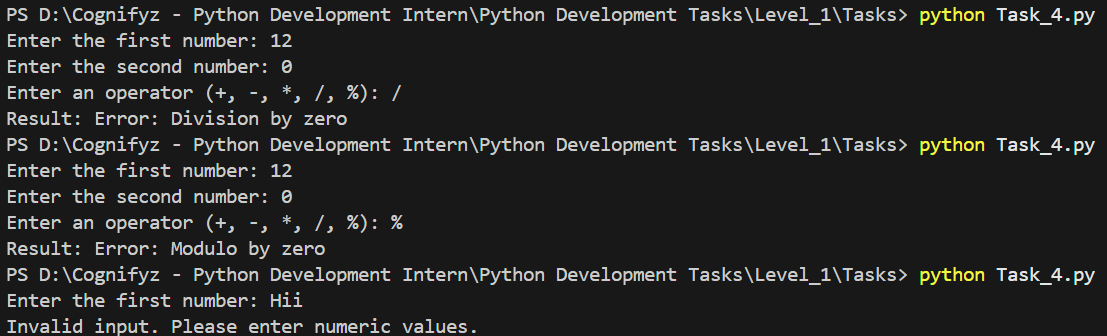 PS D:\Cognifyz - Python Development Intern\Python Development Tasks\Level_1\Tasks> python Task_4.py
Enter the first number: 12
Enter the second number: 0
Enter an operator (+, -, *, /, %): /
Result: Error: Division by zero
PS D:\Cognifyz - Python Development Intern\Python Development Tasks\Level_1\Tasks> python Task_4.py
Enter the first number: 12
Enter the second number: 0
Enter an operator (+, -, *, /, %): %
Result: Error: Modulo by zero
PS D:\Cognifyz - Python Development Intern\Python Development Tasks\Level_1\Tasks> python Task_4.py
Enter the first number: Hii
Invalid input. Please enter numeric values.